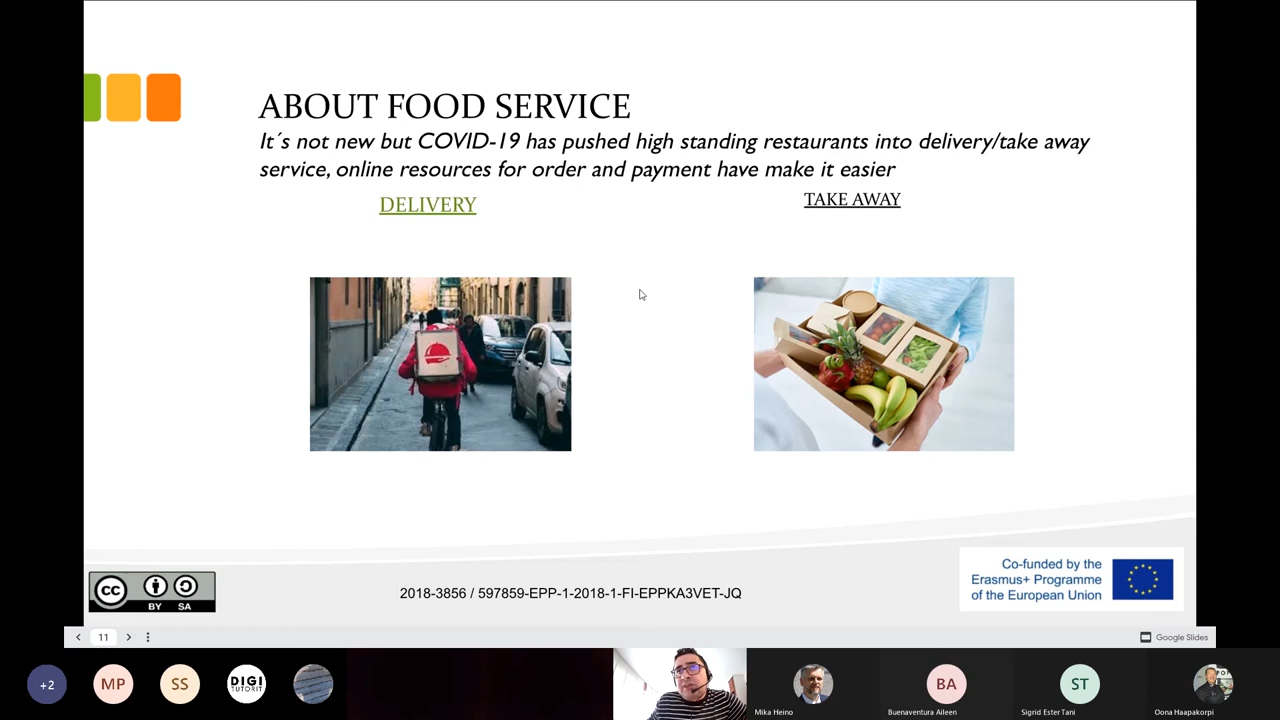 ABOUT FOOD SERVICE
It´s not new but COVID-19 has pushed high standing restaurants into delivery/take away
service, online resources for order and payment have make it easier
DELIVERY
TAKE AWAY
cc
BY SA
2018-3856 / 597859-EPP-1-2018-1-FI-EPPKA3VET-JQ
Co-funded by the
Erasmus+ Programme
of the European Union
11
Google Slides
+2
MP
SS
DIGI
TUTORIT
BA
ST
Mika Heino
Buenaventura Aileen
Sigrid Ester Tani
Oona Haapakorpi